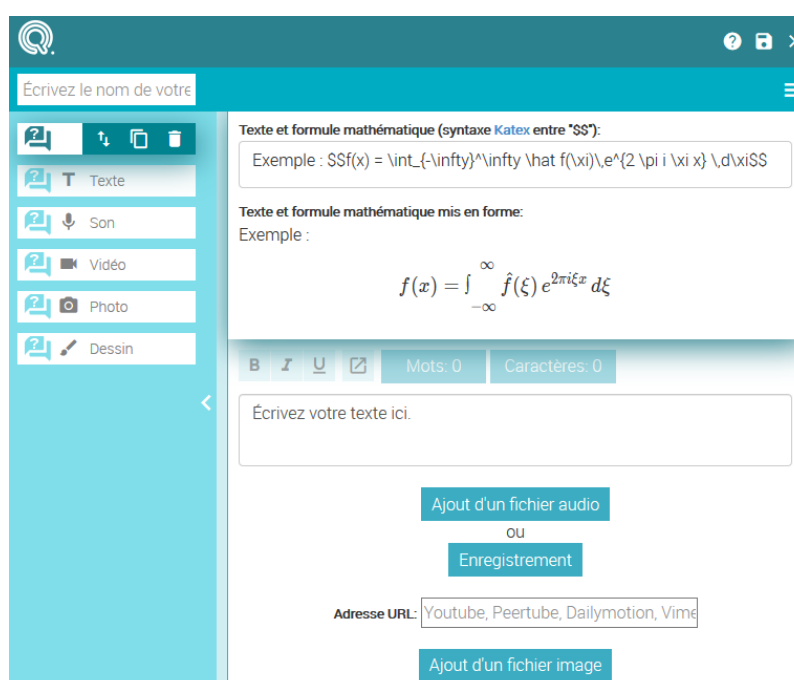 Q.
Écrivez le nom de votre
Texte
Son
Vidéo
Photo
Dessin
Texte et formule mathématique (syntaxe Katex entre "$$"):
Exemple : $$f(x) = \int_{-\infty}^\infty \hat f(\xi)\,e^{2 \pi i \xi x} \,d\xi$$
Texte et formule mathématique mis en forme:
Exemple :
f(x) = ∫_{-∞}^{∞} f̂(ξ) e^{2πiξx} dξ
B I U Mots: 0 Caractères: 0
Écrivez votre texte ici.
Ajout d'un fichier audio
ou
Enregistrement
Adresse URL: Youtube, Peertube, Dailymotion, Vime
Ajout d'un fichier image